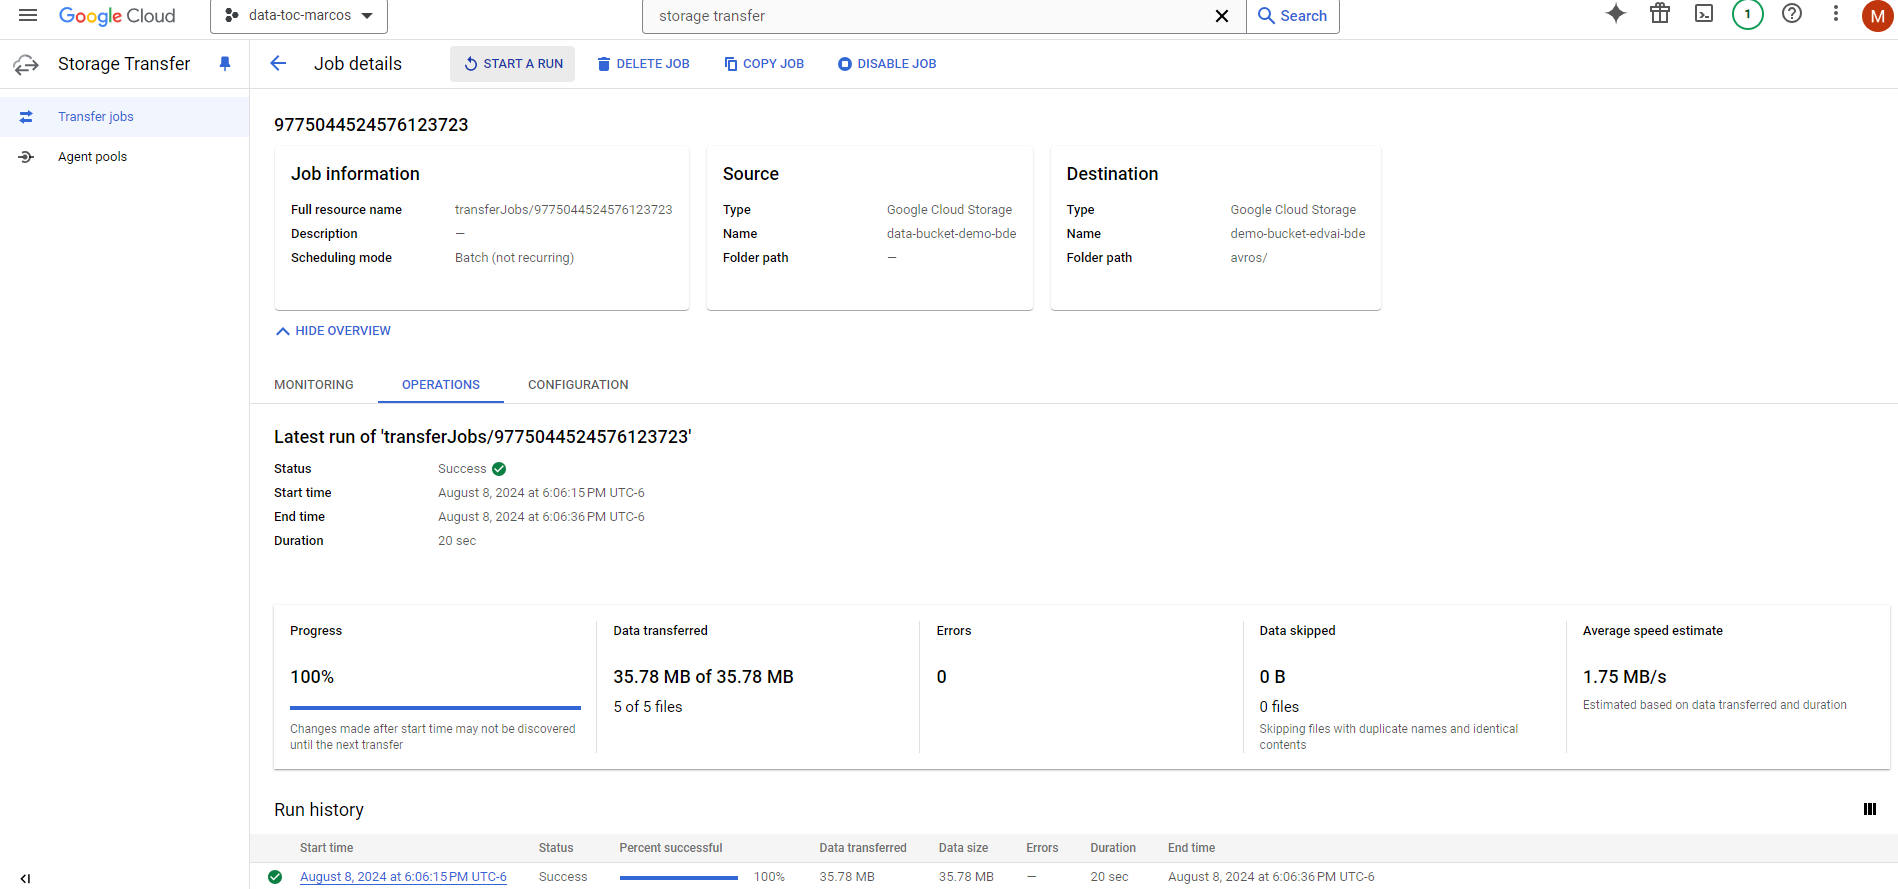 Google Cloud
data-toc-marcos
storage transfer
Search
1
M
Storage Transfer
Job details
START A RUN
DELETE JOB
COPY JOB
DISABLE JOB
Transfer jobs
Agent pools
9775044524576123723
Job information
Full resource name transferJobs/9775044524576123723
Description —
Scheduling mode Batch (not recurring)
Source
Type Google Cloud Storage
Name data-bucket-demo-bde
Folder path —
Destination
Type Google Cloud Storage
Name demo-bucket-edvai-bde
Folder path avros/
HIDE OVERVIEW
MONITORING OPERATIONS CONFIGURATION
Latest run of 'transferJobs/9775044524576123723'
Status Success
Start time August 8, 2024 at 6:06:15 PM UTC-6
End time August 8, 2024 at 6:06:36 PM UTC-6
Duration 20 sec
Progress
100%
Changes made after start time may not be discovered
until the next transfer
Data transferred
35.78 MB of 35.78 MB
5 of 5 files
Errors
0
Data skipped
0 B
0 files
Skipping files with duplicate names and identical
contents
Average speed estimate
1.75 MB/s
Estimated based on data transferred and duration
Run history
Start time Status Percent successful Data transferred Data size Errors Duration End time
August 8, 2024 at 6:06:15 PM UTC-6 Success 100% 35.78 MB 35.78 MB — 20 sec August 8, 2024 at 6:06:36 PM UTC-6